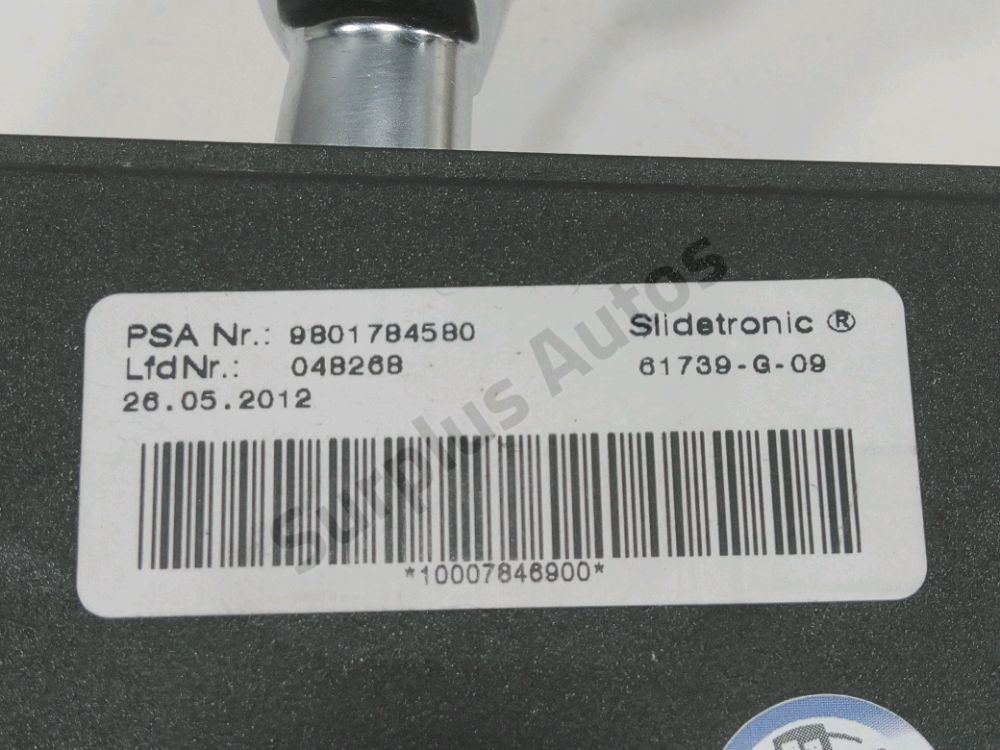 PSA Nr.: 9801784580
Slidetronic ®
LfdNr.: 048268
61739-G-09
26.05.2012
*10007846900*
Surplus Autos